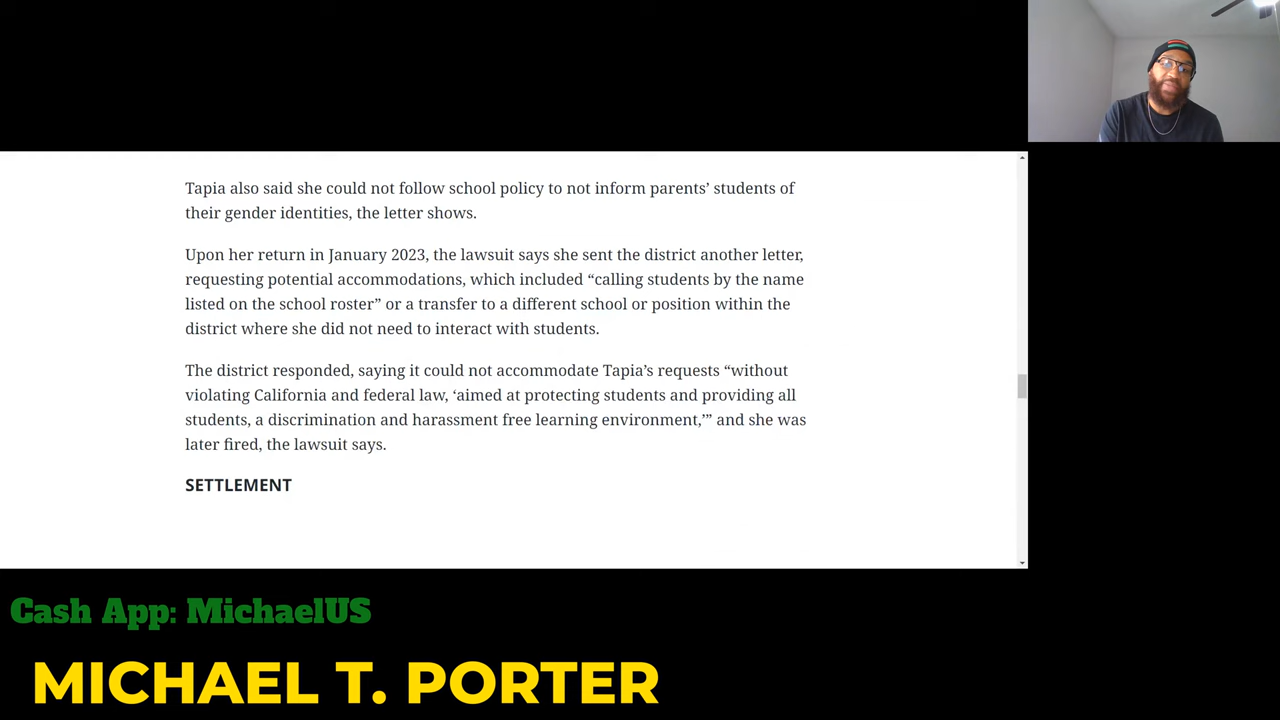 Tapia also said she could not follow school policy to not inform parents’ students of
their gender identities, the letter shows.
Upon her return in January 2023, the lawsuit says she sent the district another letter,
requesting potential accommodations, which included “calling students by the name
listed on the school roster” or a transfer to a different school or position within the
district where she did not need to interact with students.
The district responded, saying it could not accommodate Tapia’s requests “without
violating California and federal law, ‘aimed at protecting students and providing all
students, a discrimination and harassment free learning environment,’” and she was
later fired, the lawsuit says.
SETTLEMENT
Cash App: MichaelUS
MICHAEL T. PORTER